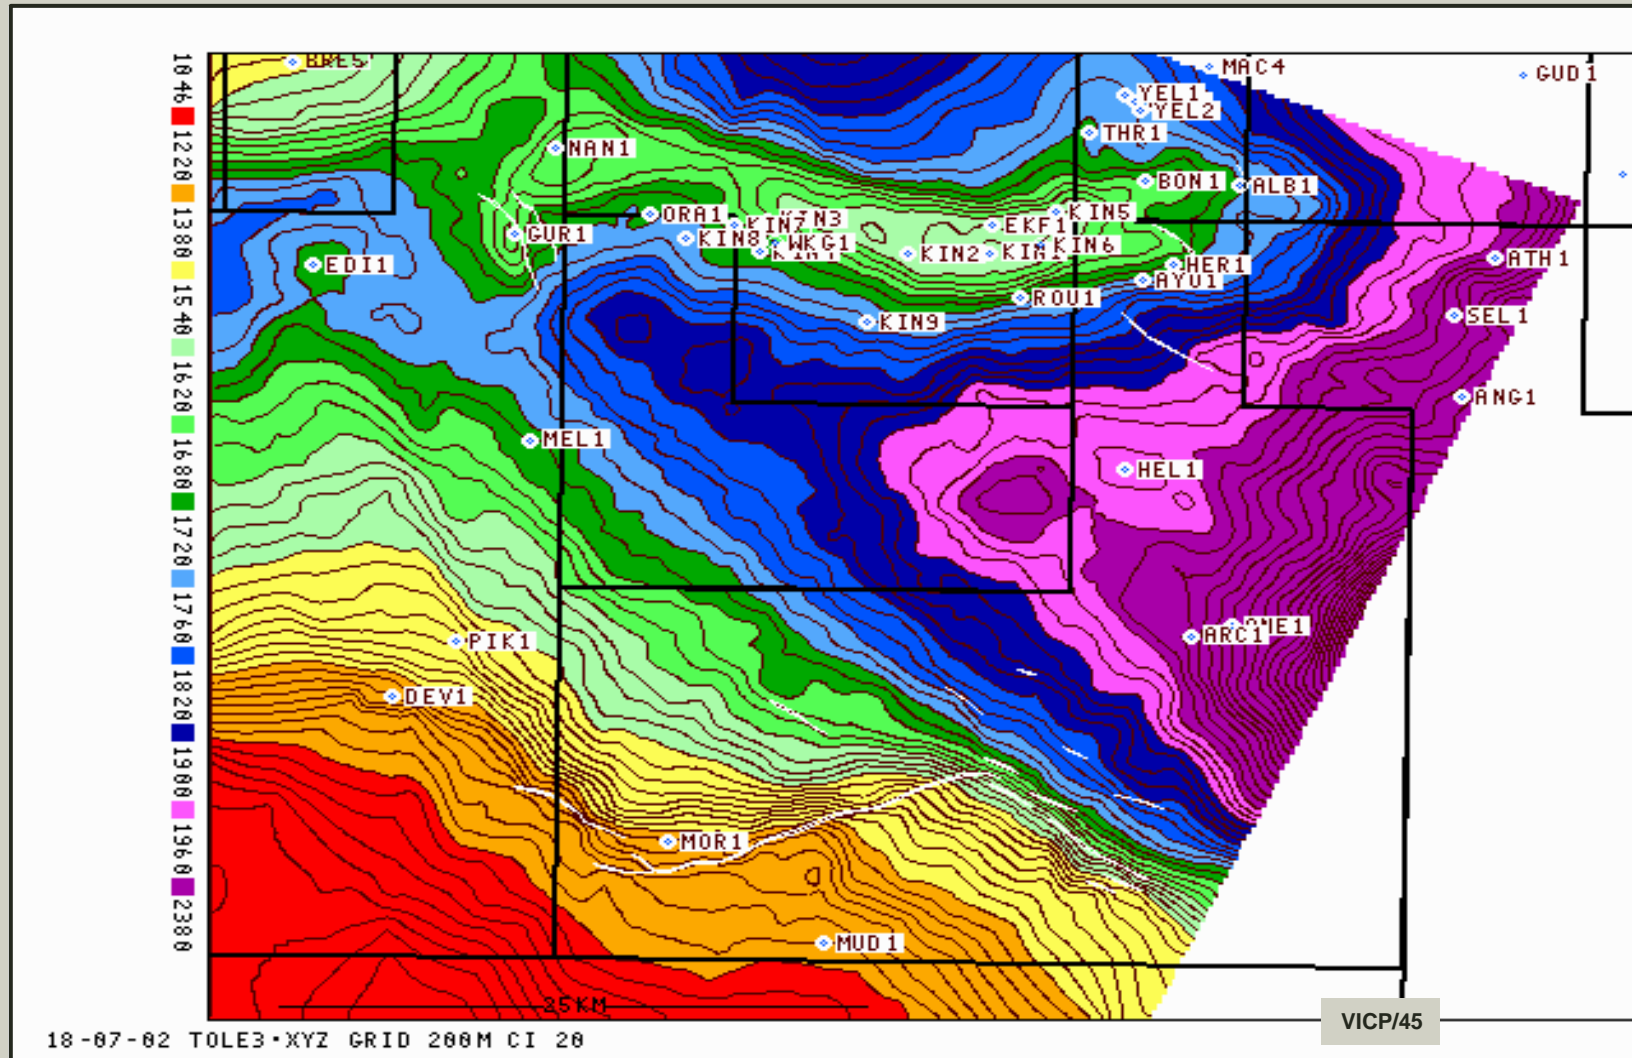 1046
1220
1380
1540
1620
1680
1720
1760
1820
1900
1960
2380
BRE5
MAC4
GUD1
YEL1
YEL2
THR1
NAN1
BON1
ALB1
ORA1
KIN7
KIN3
EKF1
KIN5
GUR1
KIN8
WKG1
KIN2
KIN6
EDI1
HER1
AYU1
ATH1
ROU1
KIN9
SEL1
ANG1
MEL1
HEL1
ARC1
PIK1
DEV1
MOR1
MUD1
25KM
VICP/45
18-07-02 TOLE3·XYZ GRID 200M CI 20